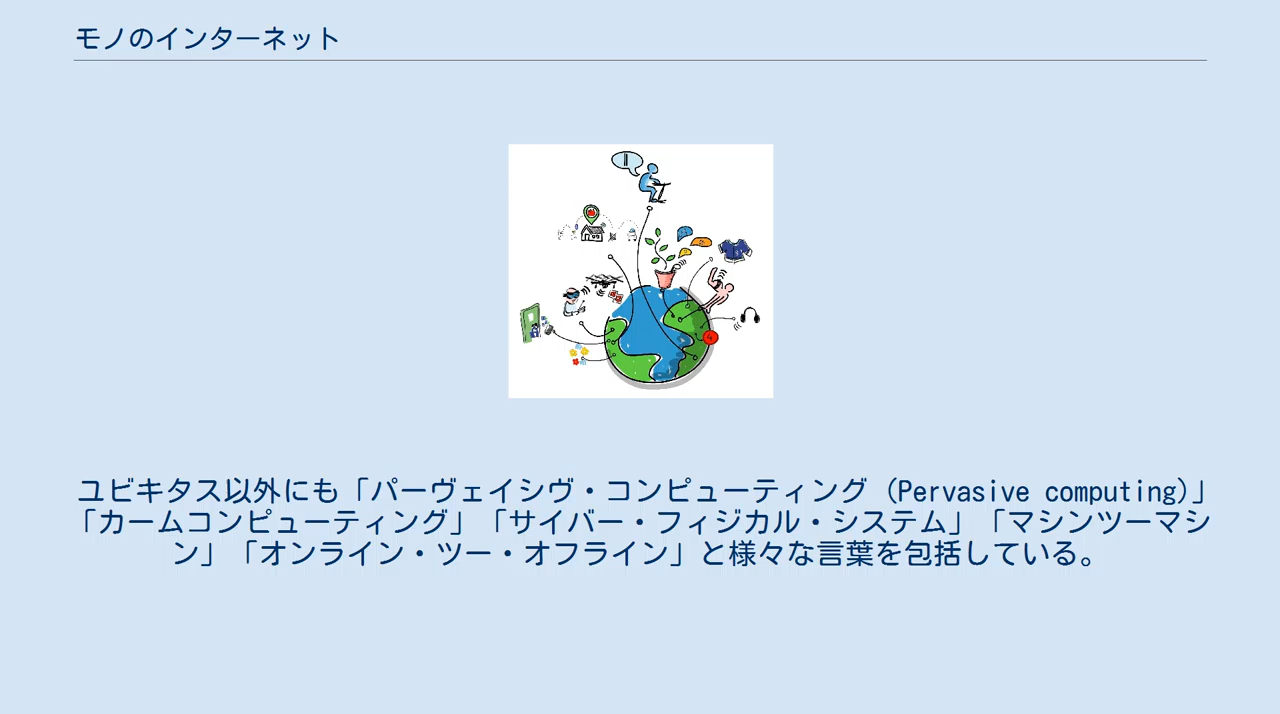 モノのインターネット
ユビキタス以外にも「パーヴェイシヴ・コンピューティング (Pervasive computing)」
「カームコンピューティング」「サイバー・フィジカル・システム」「マシンツーマシ
ン」「オンライン・ツー・オフライン」と様々な言葉を包括している。